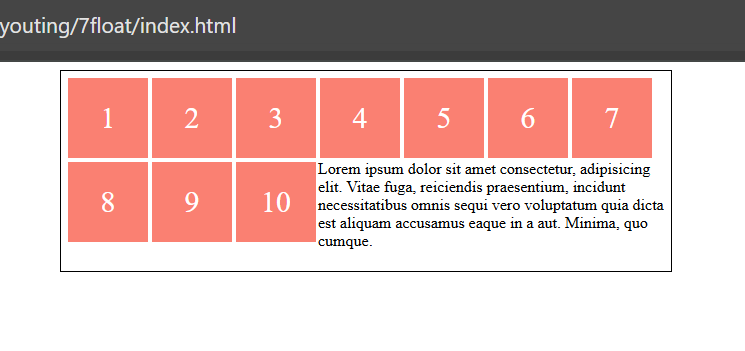 youting/7float/index.html
1 2 3 4 5 6 7
8 9 10
Lorem ipsum dolor sit amet consectetur, adipisicing
elit. Vitae fuga, reiciendis praesentium, incidunt
necessitatibus omnis sequi vero voluptatum quia dicta
est aliquam accusamus eaque in a aut. Minima, quo
cumque.